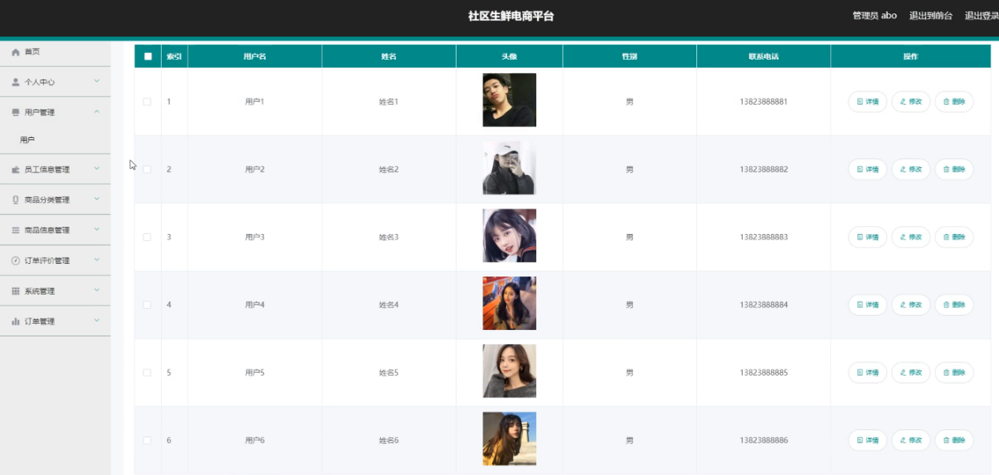 社区生鲜电商平台
管理员 abo 退出到前台 退出登录
首页
个人中心
用户管理
用户
员工信息管理
商品分类管理
商品信息管理
订单评价管理
系统管理
订单管理
索引 用户名 姓名 头像 性别 联系电话 操作
1 用户1 姓名1 男 13823888881 详情 修改 删除
2 用户2 姓名2 男 13823888882 详情 修改 删除
3 用户3 姓名3 男 13823888883 详情 修改 删除
4 用户4 姓名4 男 13823888884 详情 修改 删除
5 用户5 姓名5 男 13823888885 详情 修改 删除
6 用户6 姓名6 男 13823888886 详情 修改 删除